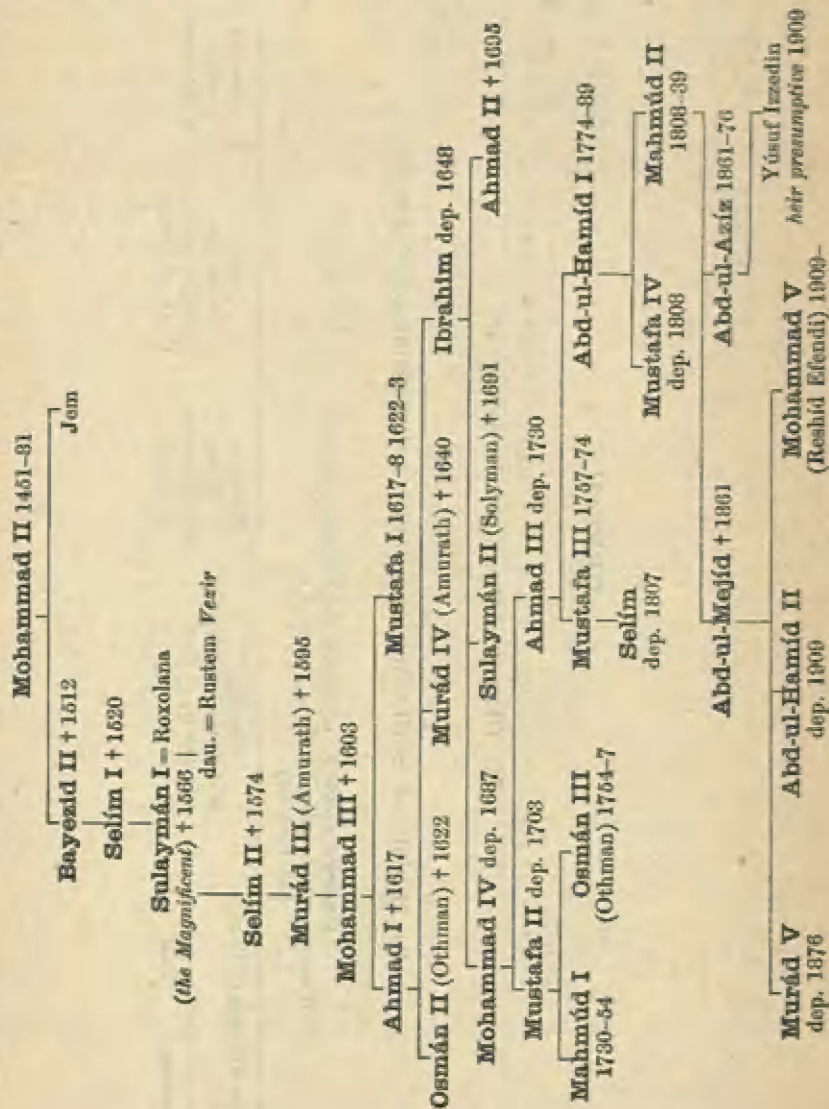 Mohammad II 1451–81
Bayezid II † 1512 Jem
Selím I † 1520
Sulaymán I = Roxolana
(the Magnificent) † 1566
dau. = Rustem Vezir
Selím II † 1574
Murád III (Amurath) † 1595
Mohammad III † 1603
Ahmad I † 1617 Mustafa I 1617–8 1622–3
Osmán II (Othman) † 1622 Murád IV (Amurath) † 1640 Ibrahim dep. 1648
Mohammad IV dep. 1687 Sulaymán II (Solyman) † 1691 Ahmad II † 1695
Mustafa II dep. 1703 Ahmad III dep. 1730
Mahmúd I Osmán III Mustafa III 1757–74 Abd-ul-Hamíd I 1774–89
1730–54 (Othman) 1754–7
Selím Mustafa IV Mahmúd II
dep. 1807 dep. 1808 1808–39
Abd-ul-Mejíd † 1861 Abd-ul-Azíz 1861–76
Murád V Abd-ul-Hamíd II Mohammad V Yúsuf Izzedin
dep. 1876 dep. 1909 (Reshíd Efendi) 1909– heir presumptive 1909